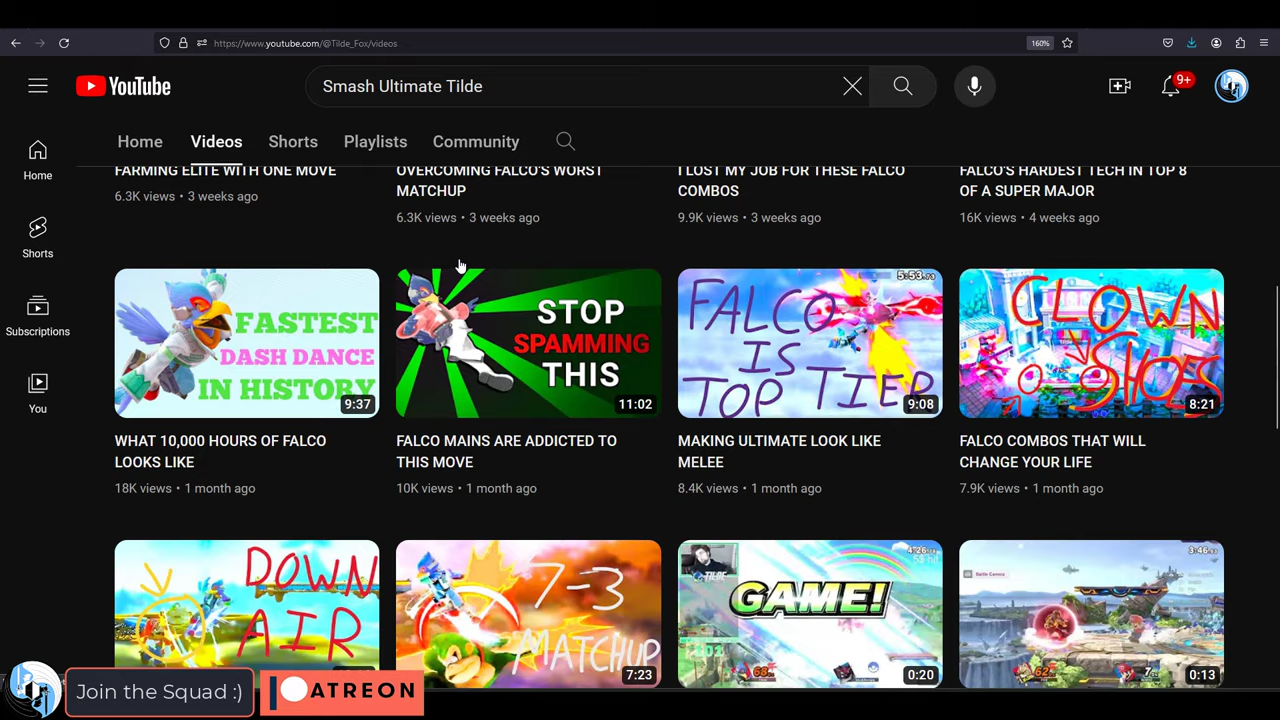 https://www.youtube.com/@Tilde_Fox/videos
160%
YouTube
Smash Ultimate Tilde
9+
Home
Videos
Shorts
Playlists
Community
Home
Shorts
Subscriptions
You
FARMING ELITE WITH ONE MOVE
6.3K views • 3 weeks ago
OVERCOMING FALCO'S WORST
MATCHUP
6.3K views • 3 weeks ago
I LOST MY JOB FOR THESE FALCO
COMBOS
9.9K views • 3 weeks ago
FALCO'S HARDEST TECH IN TOP 8
OF A SUPER MAJOR
16K views • 4 weeks ago
FASTEST
DASH DANCE
IN HISTORY
9:37
WHAT 10,000 HOURS OF FALCO
LOOKS LIKE
18K views • 1 month ago
STOP
SPAMMING
THIS
11:02
FALCO MAINS ARE ADDICTED TO
THIS MOVE
10K views • 1 month ago
5:53.73
FALCO
IS
TOP TIER
9:08
MAKING ULTIMATE LOOK LIKE
MELEE
8.4K views • 1 month ago
CLOWN
SHOES
8:21
FALCO COMBOS THAT WILL
CHANGE YOUR LIFE
7.9K views • 1 month ago
DOWN
AIR
7-3
MATCHUP
7:23
TILDE
GAME!
0:20
Battle Camera
0:13
Join the Squad :)
PATREON